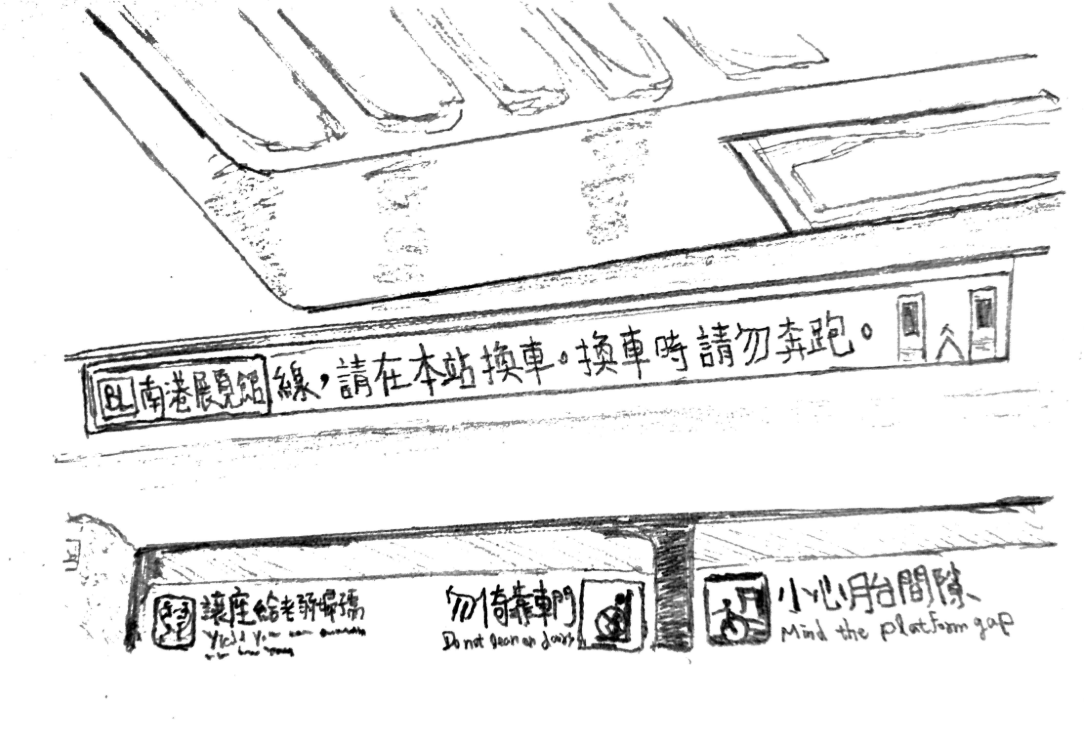 BL 南港展覽館線，請在本站換車。換車時請勿奔跑。
讓座給老弱婦孺
Yield your
勿倚靠車門
Do not lean on doors
小心月台間隙
Mind the platform gap